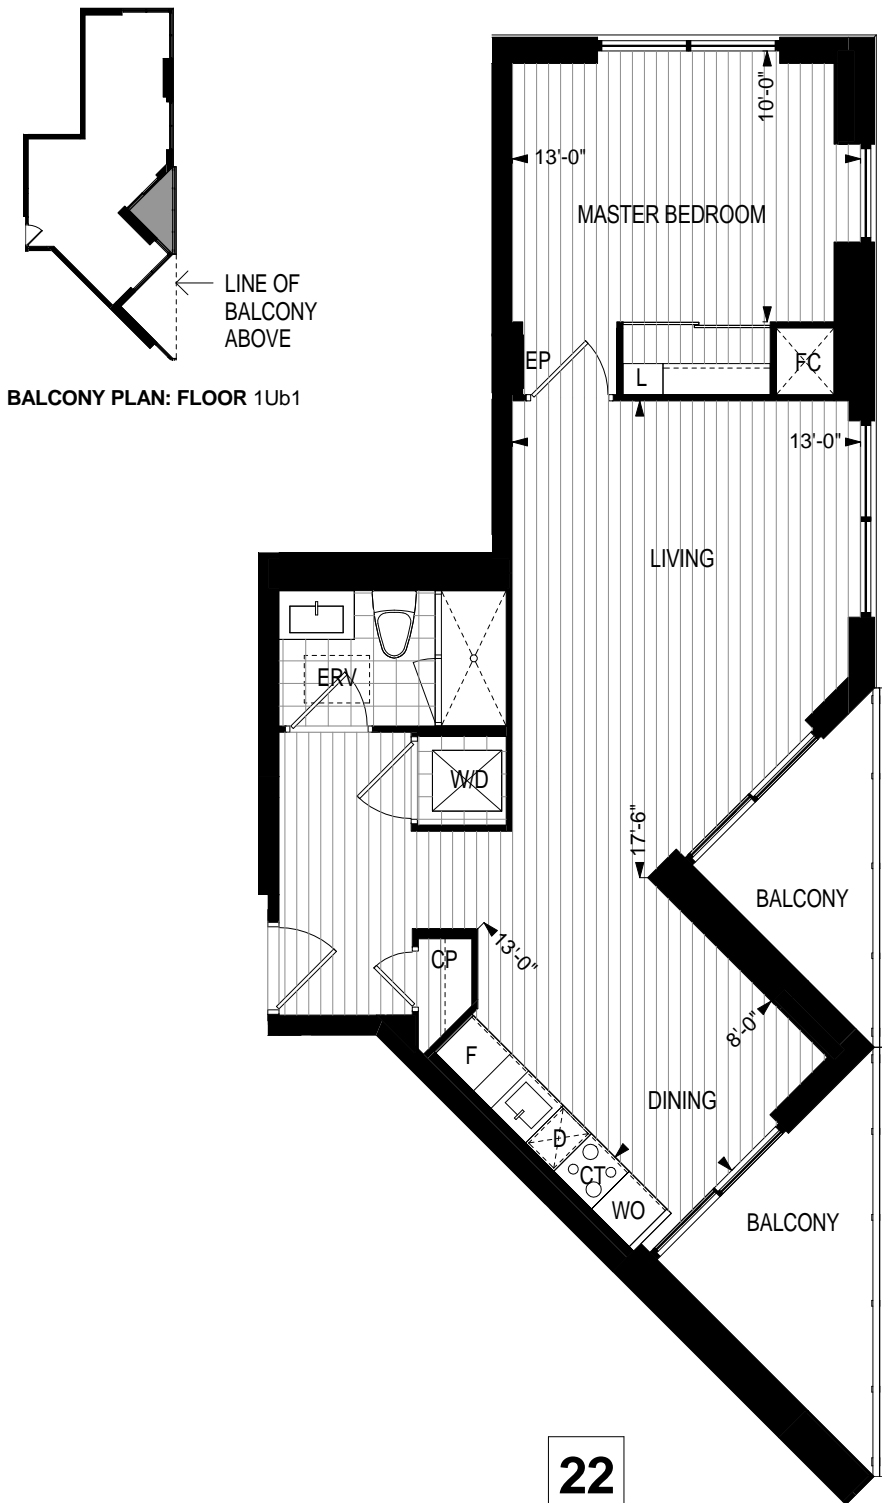 LINE OF
BALCONY
ABOVE
BALCONY PLAN: FLOOR 1Ub1
10'-0"
13'-0"
MASTER BEDROOM
EP
L
FC
13'-0"
LIVING
ERV
W/D
17'-6"
BALCONY
13'-0"
CP
8'-0"
F
DINING
D
CT
WO
BALCONY
22